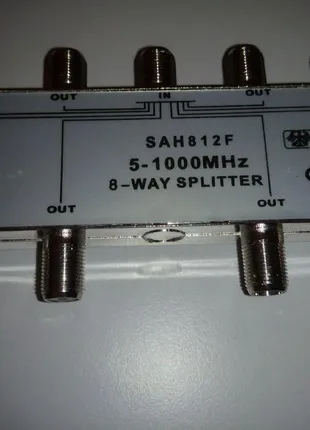 OUT IN OUT
SAH812F
5-1000MHz
8-WAY SPLITTER
OUT OUT